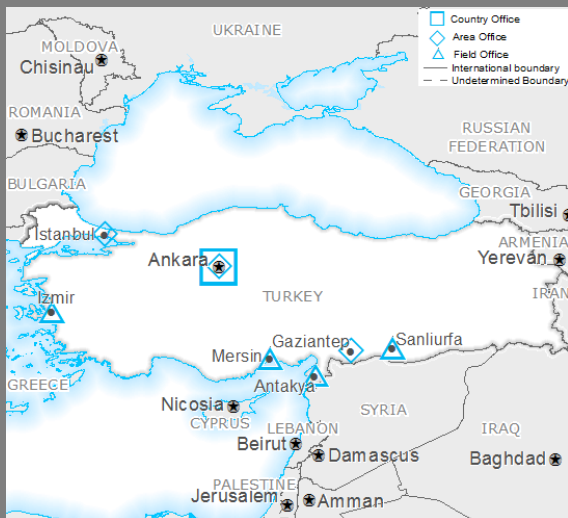 UKRAINE
Country Office
Area Office
Field Office
International boundary
Undetermined Boundary
MOLDOVA
Chisinau
ROMANIA
Bucharest
RUSSIAN
FEDERATION
BULGARIA
GEORGIA
Tbilisi
Istanbul
ARMENIA
Yerevan
Ankara
IRAN
TURKEY
Izmir
Gaziantep
Sanliurfa
Mersin
Antakya
GREECE
Nicosia
CYPRUS
SYRIA
LEBANON
IRAQ
Beirut
Damascus
Baghdad
PALESTINE
Jerusalem
Amman